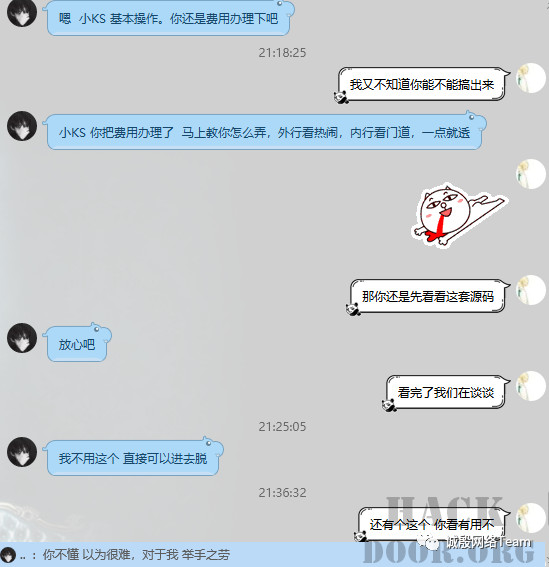 嗯 小KS 基本操作。你还是费用办理下吧
21:18:25
我又不知道你能不能搞出来
小KS 你把费用办理了 马上教你怎么弄，外行看热闹，内行看门道，一点就透
那你还是先看看这套源码
放心吧
看完了我们在谈谈
21:25:05
我不用这个 直接可以进去脱
21:36:32
还有个这个 你看有用不
HACK
DOOR.ORG
诚殷网络Team
.. ： 你不懂 以为很难，对于我 举手之劳